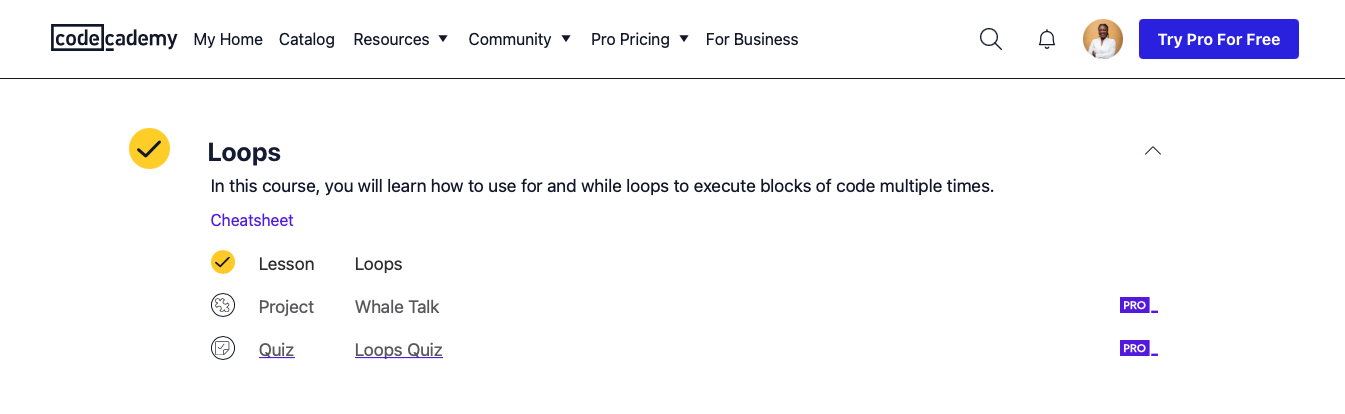 codecademy My Home Catalog Resources Community Pro Pricing For Business Try Pro For Free
Loops
In this course, you will learn how to use for and while loops to execute blocks of code multiple times.
Cheatsheet
Lesson Loops
Project Whale Talk PRO
Quiz Loops Quiz PRO